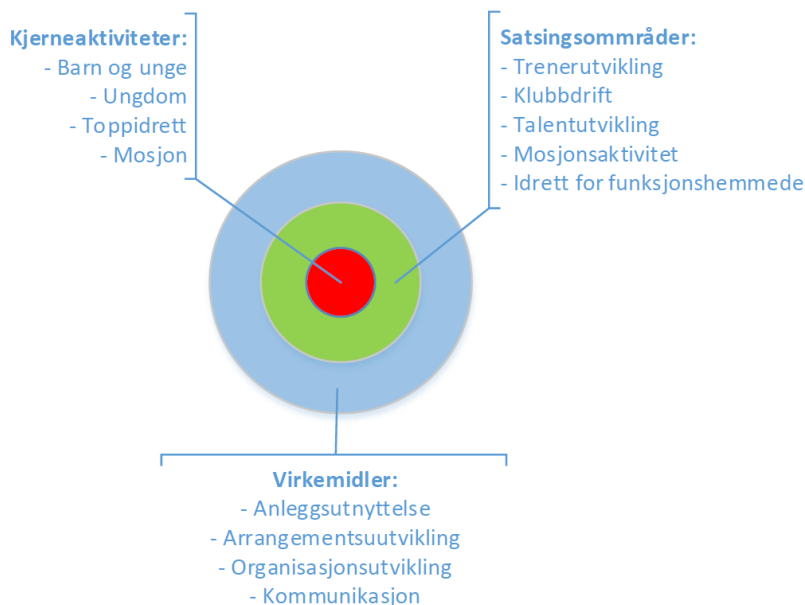 Kjerneaktiviteter:
- Barn og unge
- Ungdom
- Toppidrett
- Mosjon
Satsingsommråder:
- Trenerutvikling
- Klubbdrift
- Talentutvikling
- Mosjonsaktivitet
- Idrett for funksjonshemmede
Virkemidler:
- Anleggsutnyttelse
- Arrangementsuutvikling
- Organisasjonsutvikling
- Kommunikasjon